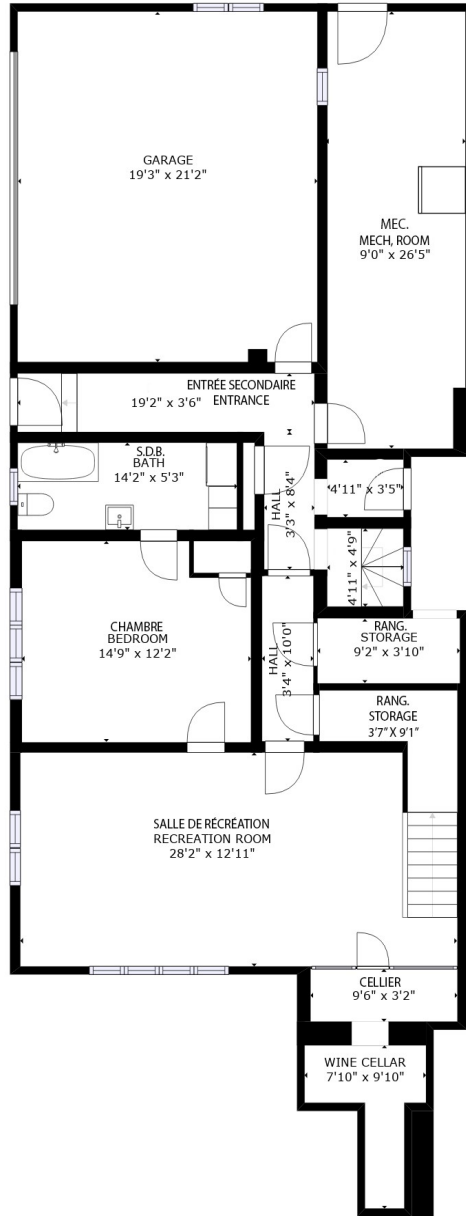 GARAGE
19'3" x 21'2"
MEC.
MECH, ROOM
9'0" x 26'5"
ENTRÉE SECONDAIRE
19'2" x 3'6" ENTRANCE
S.D.B.
BATH
14'2" x 5'3"
HALL
3'3" x 8'4"
4'11" x 3'5"
4'11" x 4'9"
CHAMBRE
BEDROOM
14'9" x 12'2"
HALL
3'4" x 10'0"
RANG.
STORAGE
9'2" x 3'10"
RANG.
STORAGE
3'7" X 9'1"
SALLE DE RÉCRÉATION
RECREATION ROOM
28'2" x 12'11"
CELLIER
9'6" x 3'2"
WINE CELLAR
7'10" x 9'10"